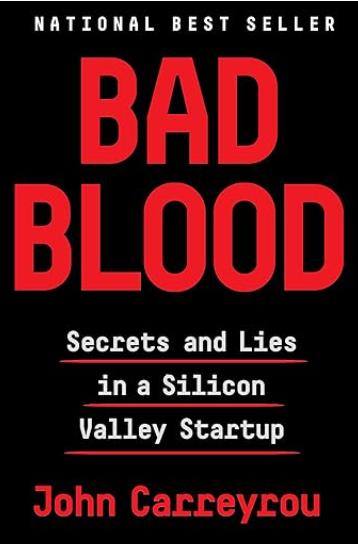 NATIONAL BEST SELLER
BAD
BLOOD
Secrets and Lies
in a Silicon
Valley Startup
John Carreyrou